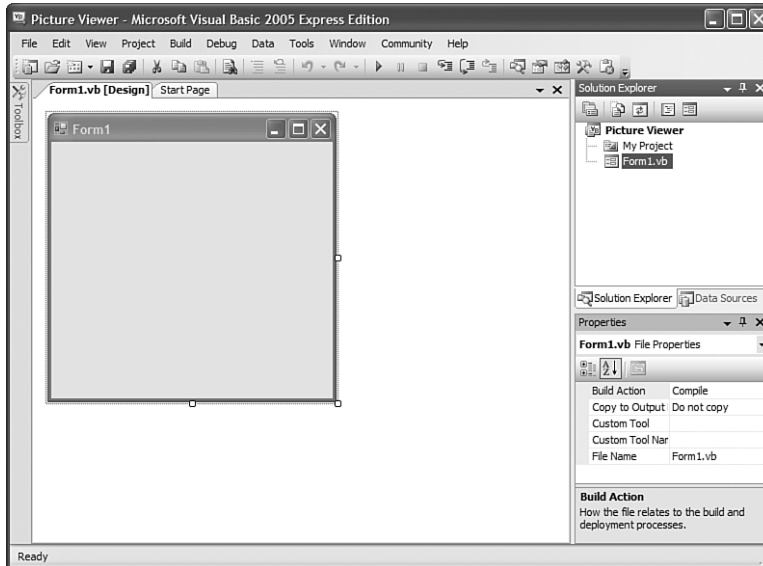 Picture Viewer - Microsoft Visual Basic 2005 Express Edition
File Edit View Project Build Debug Data Tools Window Community Help
Toolbox
Form1.vb [Design] Start Page
Form1
Solution Explorer
Picture Viewer
My Project
Form1.vb
Solution Explorer Data Sources
Properties
Form1.vb File Properties
Build Action Compile
Copy to Output Do not copy
Custom Tool
Custom Tool Nar
File Name Form1.vb
Build Action
How the file relates to the build and
deployment processes.
Ready